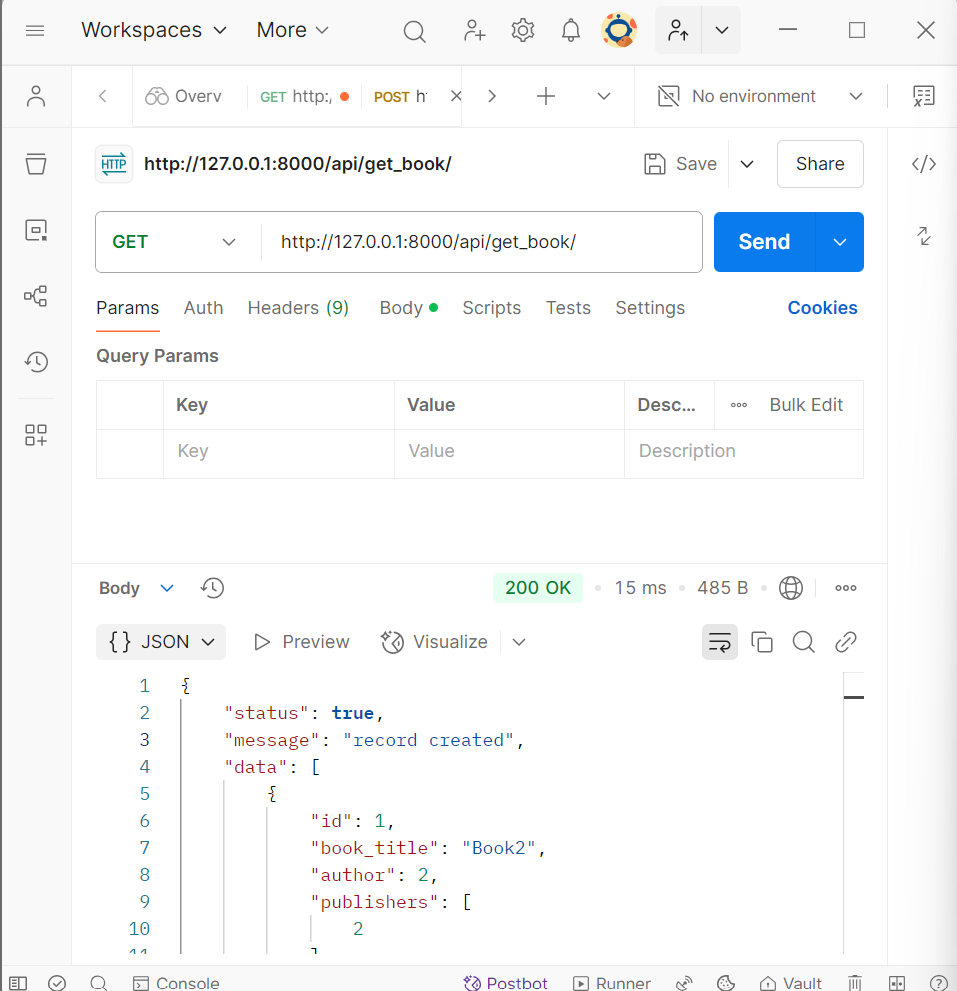 Workspaces More
Overv GET http:, POST h No environment
HTTP http://127.0.0.1:8000/api/get_book/ Save Share
GET http://127.0.0.1:8000/api/get_book/ Send
Params Auth Headers (9) Body Scripts Tests Settings Cookies
Query Params
Key Value Desc... Bulk Edit
Key Value Description
Body 200 OK 15 ms 485 B
{} JSON Preview Visualize
1 {
2 "status": true,
3 "message": "record created",
4 "data": [
5 {
6 "id": 1,
7 "book_title": "Book2",
8 "author": 2,
9 "publishers": [
10 2
11 ]
Console Postbot Runner Vault